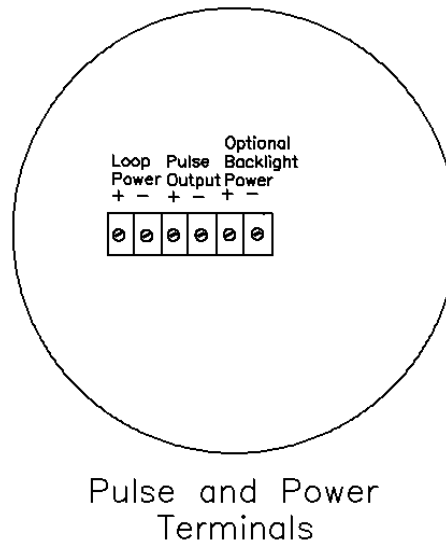 Optional
Loop Pulse Backlight
Power Output Power
+ − + − + −
Pulse and Power
Terminals